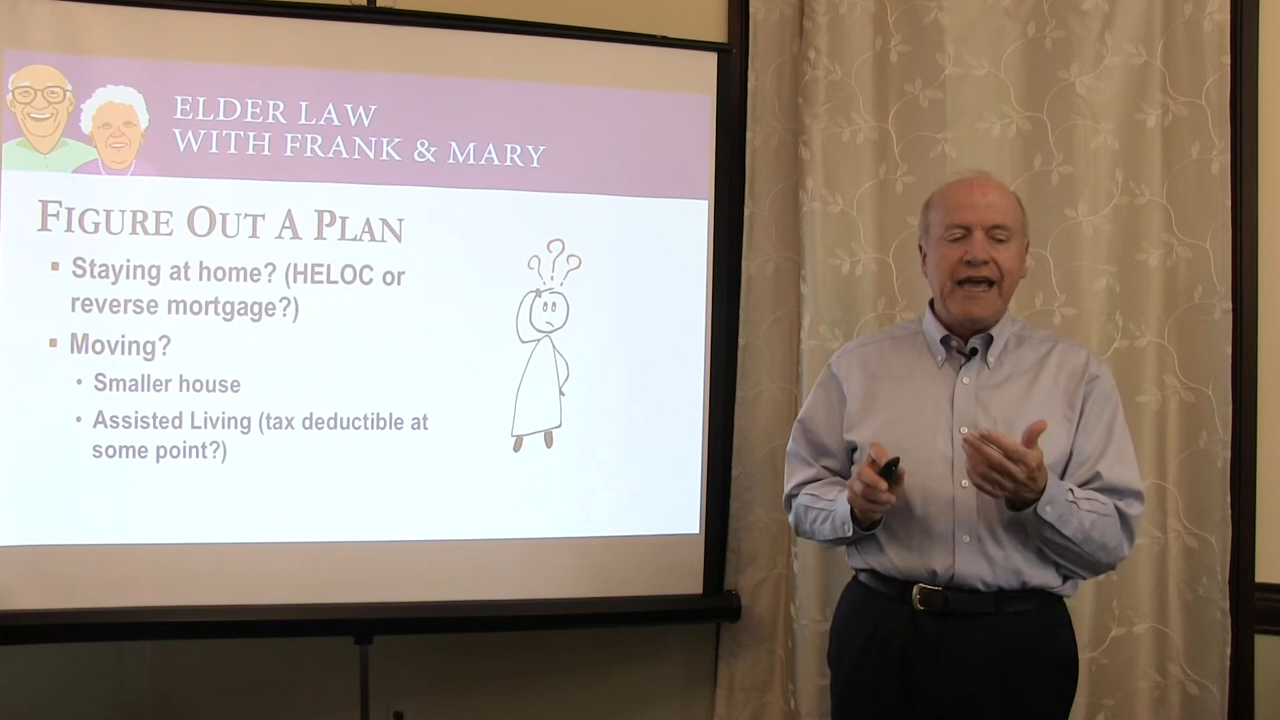 ELDER LAW
WITH FRANK & MARY
FIGURE OUT A PLAN
▪ Staying at home? (HELOC or
reverse mortgage?)
▪ Moving?
• Smaller house
• Assisted Living (tax deductible at
some point?)
? ? ?